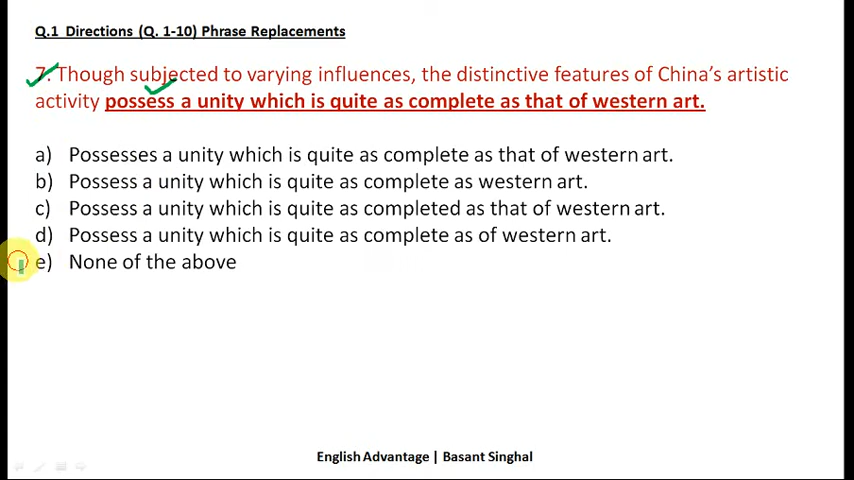 Q.1 Directions (Q. 1-10) Phrase Replacements
7. Though subjected to varying influences, the distinctive features of China's artistic
activity possess a unity which is quite as complete as that of western art.
a) Possesses a unity which is quite as complete as that of western art.
b) Possess a unity which is quite as complete as western art.
c) Possess a unity which is quite as completed as that of western art.
d) Possess a unity which is quite as complete as of western art.
e) None of the above
English Advantage | Basant Singhal